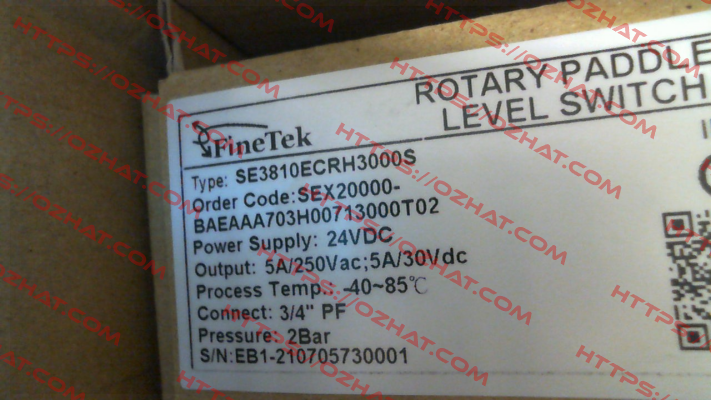 ROTARY PADDLE
LEVEL SWITCH
FineTek
Type: SE3810ECRH3000S
Order Code:SEX20000-
BAEAAA703H00713000T02
Power Supply: 24VDC
Output: 5A/250Vac;5A/30Vdc
Process Temp.: -40~85℃
Connect: 3/4" PF
Pressure: 2Bar
S/N:EB1-210705730001
HTTPS://OZHAT.COM